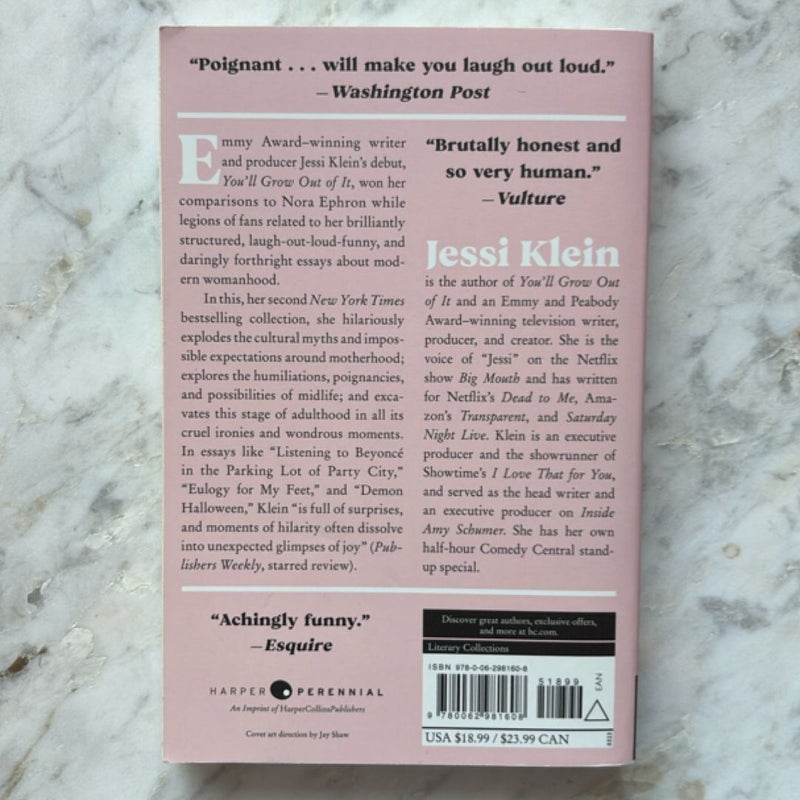 “Poignant . . . will make you laugh out loud.”
—Washington Post
Emmy Award–winning writer
and producer Jessi Klein’s debut,
You’ll Grow Out of It, won her
comparisons to Nora Ephron while
legions of fans related to her brilliantly
structured, laugh-out-loud-funny, and
daringly forthright essays about mod-
ern womanhood.
In this, her second New York Times
bestselling collection, she hilariously
explodes the cultural myths and impos-
sible expectations around motherhood;
explores the humiliations, poignancies,
and possibilities of midlife; and exca-
vates this stage of adulthood in all its
cruel ironies and wondrous moments.
In essays like “Listening to Beyoncé
in the Parking Lot of Party City,”
“Eulogy for My Feet,” and “Demon
Halloween,” Klein “is full of surprises,
and moments of hilarity often dissolve
into unexpected glimpses of joy” (Pub-
lishers Weekly, starred review).
“Brutally honest and
so very human.”
—Vulture
Jessi Klein
is the author of You’ll Grow Out
of It and an Emmy and Peabody
Award–winning television writer,
producer, and creator. She is the
voice of “Jessi” on the Netflix
show Big Mouth and has written
for Netflix’s Dead to Me, Ama-
zon’s Transparent, and Saturday
Night Live. Klein is an executive
producer and the showrunner of
Showtime’s I Love That for You,
and served as the head writer and
an executive producer on Inside
Amy Schumer. She has her own
half-hour Comedy Central stand-
up special.
“Achingly funny.”
—Esquire
HARPER PERENNIAL
An Imprint of HarperCollinsPublishers
Cover art direction by Jay Shaw
Discover great authors, exclusive offers,
and more at hc.com.
Literary Collections
ISBN 978-0-06-298160-8
51899
EAN
9 780062 981608
USA $18.99 / $23.99 CAN